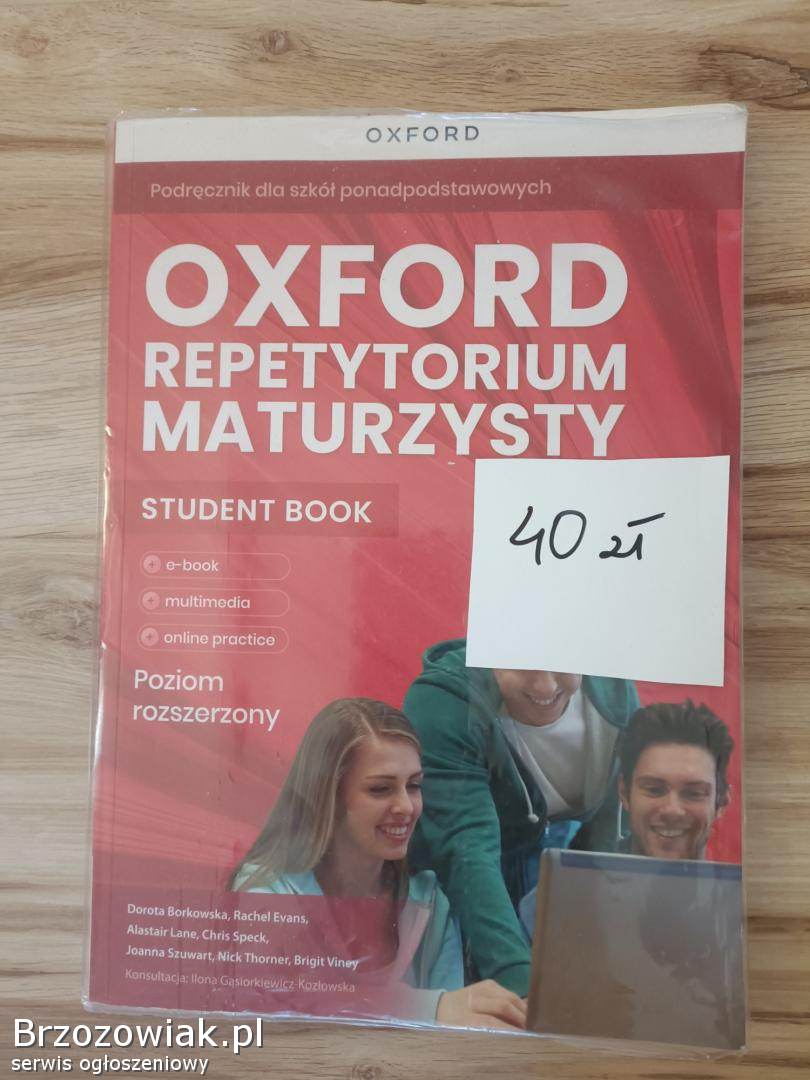 OXFORD
Podręcznik dla szkół ponadpodstawowych
OXFORD
REPETYTORIUM
MATURZYSTY
STUDENT BOOK
40 zł
+ e-book
+ multimedia
+ online practice
Poziom
rozszerzony
Dorota Borkowska, Rachel Evans,
Alastair Lane, Chris Speck,
Joanna Szuwart, Nick Thorner, Brigit Viney
Konsultacja: Ilona Gąsiorkiewicz-Kozłowska
Brzozowiak.pl
serwis ogłoszeniowy